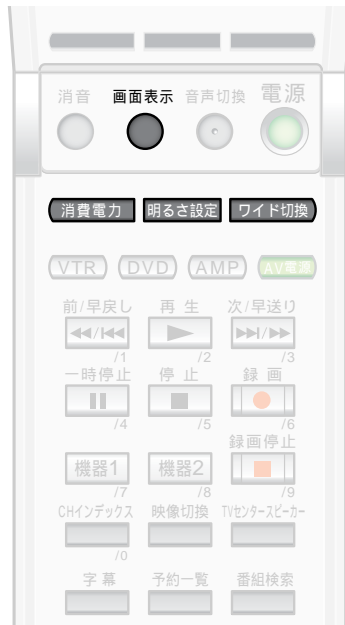 消音 画面表示 音声切換 電源
消費電力 明るさ設定 ワイド切換
VTR DVD AMP AV電源
前/早戻し 再生 次/早送り
/1 /2 /3
一時停止 停止 録画
/4 /5 /6
録画停止
機器1 機器2
/7 /8 /9
CHインデックス 映像切換 TVセンタースピーカー
/0
字幕 予約一覧 番組検索